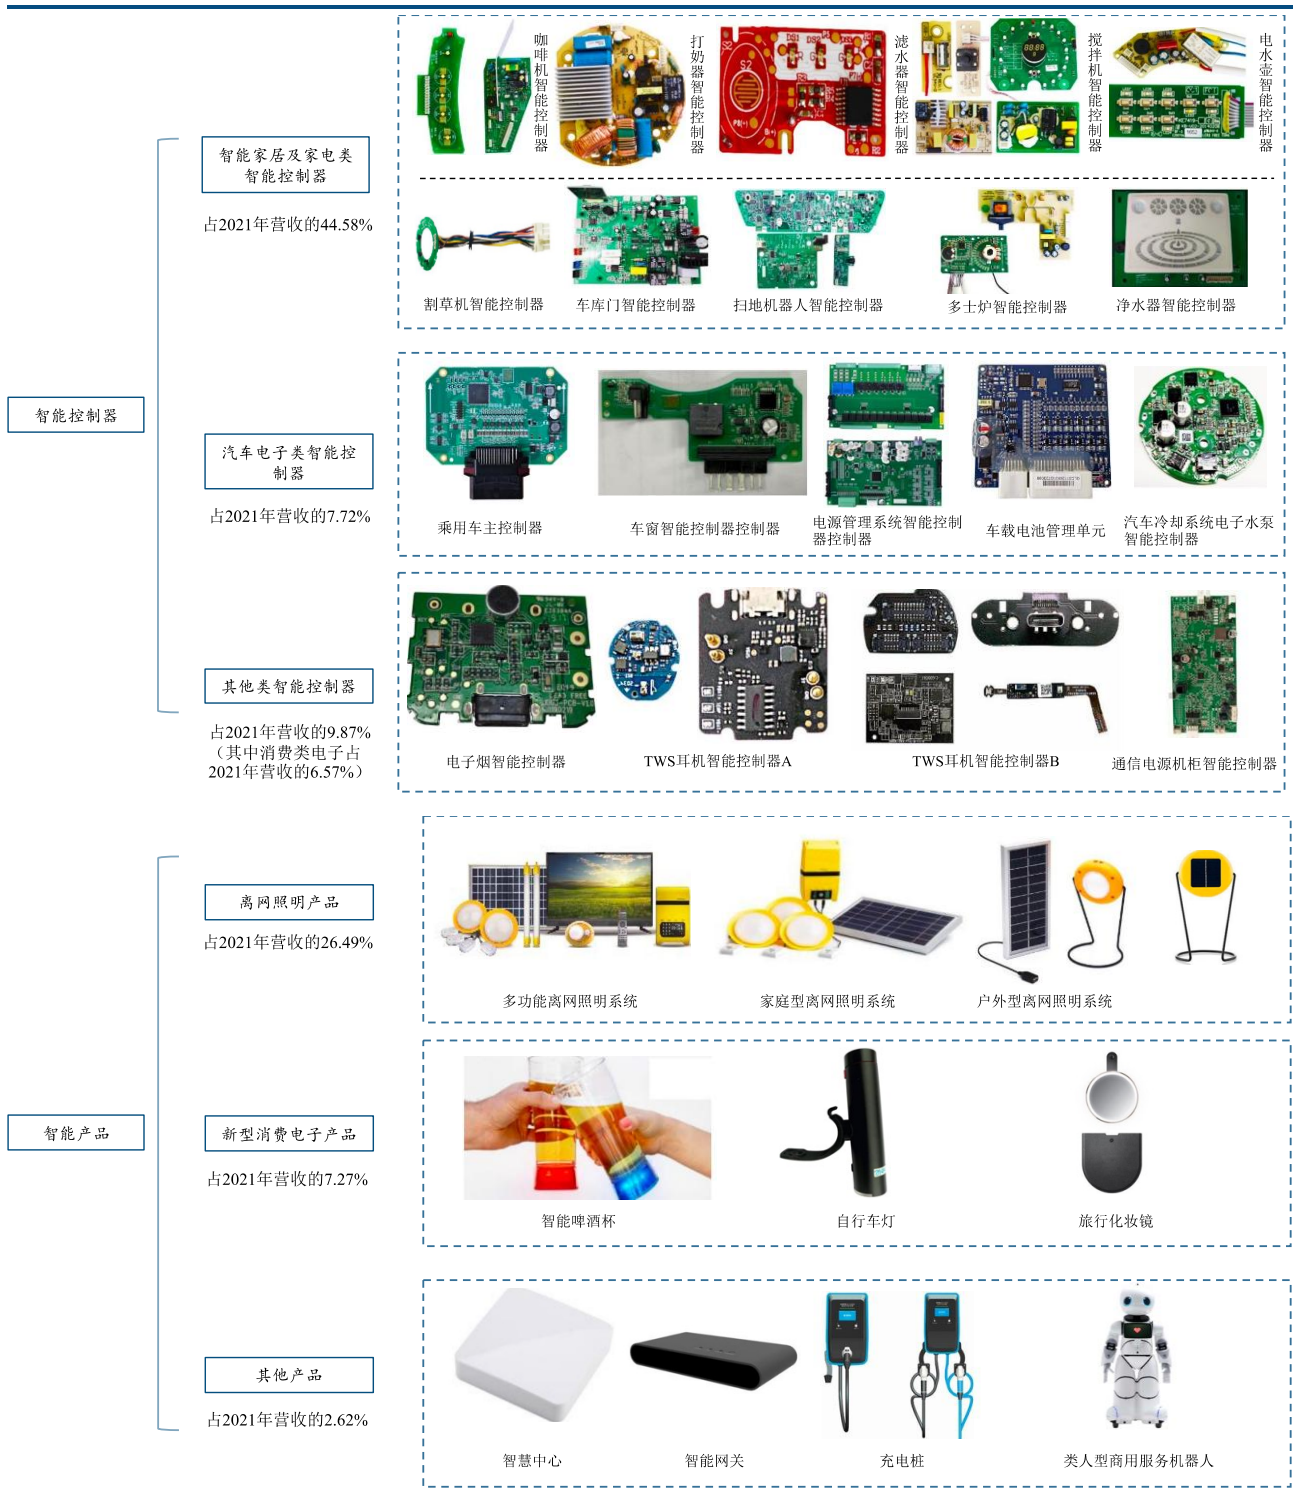 咖啡机智能控制器
打奶器智能控制器
滤水器智能控制器
搅拌机智能控制器
电水壶智能控制器
智能家居及家电类
智能控制器
占2021年营收的44.58%
割草机智能控制器
车库门智能控制器
扫地机器人智能控制器
多士炉智能控制器
净水器智能控制器
智能控制器
汽车电子类智能控
制器
占2021年营收的7.72%
乘用车主控制器
车窗智能控制器控制器
电源管理系统智能控制
器控制器
车载电池管理单元
汽车冷却系统电子水泵
智能控制器
其他类智能控制器
占2021年营收的9.87%
（其中消费类电子占
2021年营收的6.57%）
电子烟智能控制器
TWS耳机智能控制器A
TWS耳机智能控制器B
通信电源机柜智能控制器
离网照明产品
占2021年营收的26.49%
多功能离网照明系统
家庭型离网照明系统
户外型离网照明系统
智能产品
新型消费电子产品
占2021年营收的7.27%
智能啤酒杯
自行车灯
旅行化妆镜
其他产品
占2021年营收的2.62%
智慧中心
智能网关
充电桩
类人型商用服务机器人